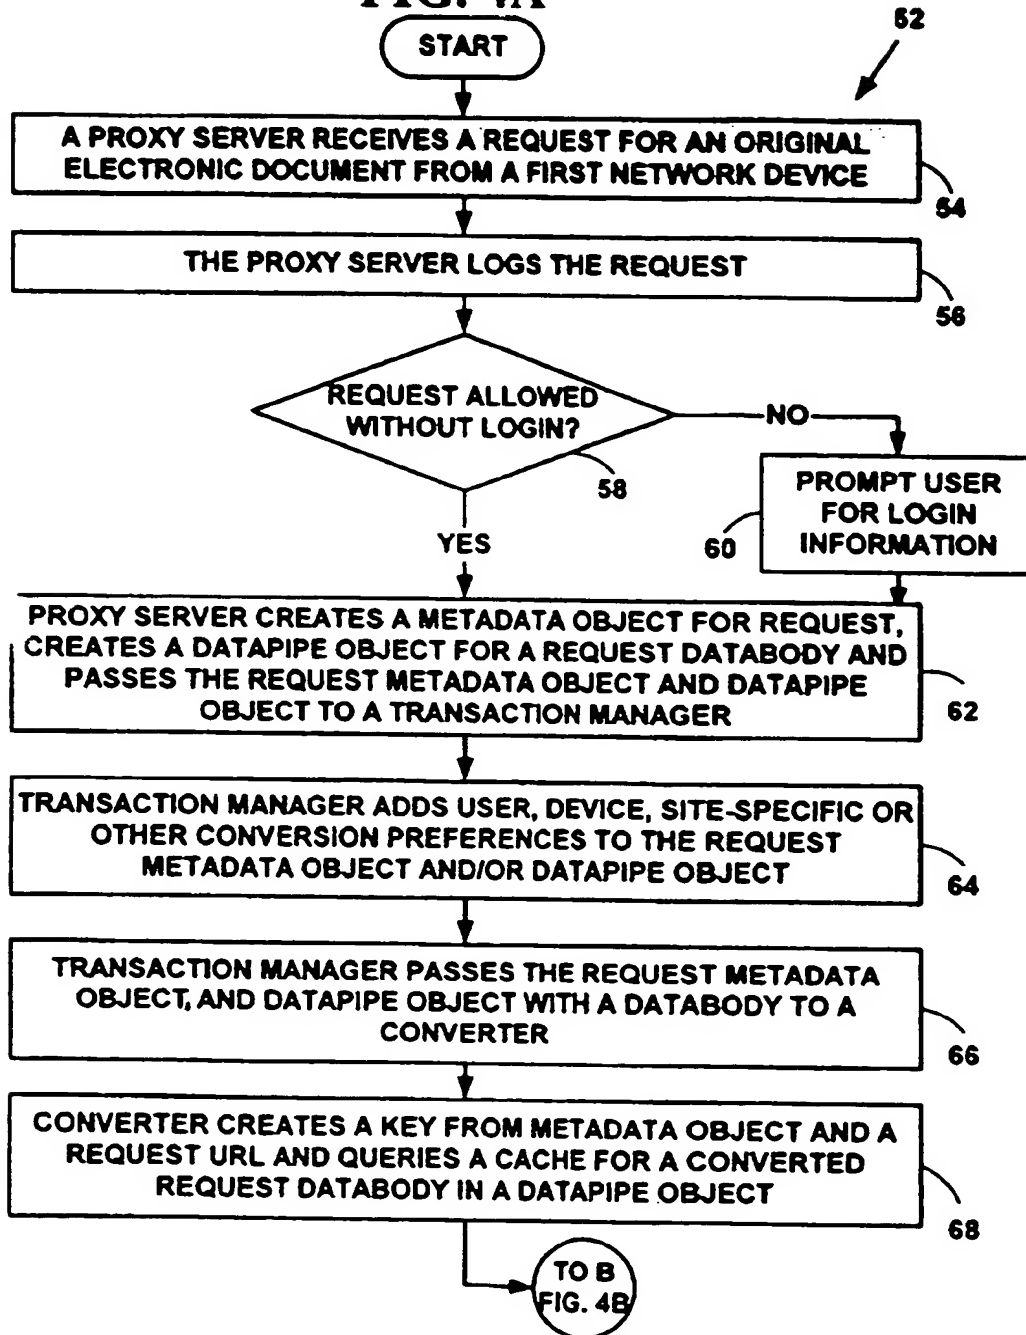 FIG. 4A
52
START
A PROXY SERVER RECEIVES A REQUEST FOR AN ORIGINAL
ELECTRONIC DOCUMENT FROM A FIRST NETWORK DEVICE
54
THE PROXY SERVER LOGS THE REQUEST
56
REQUEST ALLOWED
WITHOUT LOGIN?
NO
58
PROMPT USER
FOR LOGIN
INFORMATION
60
YES
PROXY SERVER CREATES A METADATA OBJECT FOR REQUEST,
CREATES A DATAPIPE OBJECT FOR A REQUEST DATABODY AND
PASSES THE REQUEST METADATA OBJECT AND DATAPIPE
OBJECT TO A TRANSACTION MANAGER
62
TRANSACTION MANAGER ADDS USER, DEVICE, SITE-SPECIFIC OR
OTHER CONVERSION PREFERENCES TO THE REQUEST
METADATA OBJECT AND/OR DATAPIPE OBJECT
64
TRANSACTION MANAGER PASSES THE REQUEST METADATA
OBJECT, AND DATAPIPE OBJECT WITH A DATABODY TO A
CONVERTER
66
CONVERTER CREATES A KEY FROM METADATA OBJECT AND A
REQUEST URL AND QUERIES A CACHE FOR A CONVERTED
REQUEST DATABODY IN A DATAPIPE OBJECT
68
TO B
FIG. 4B